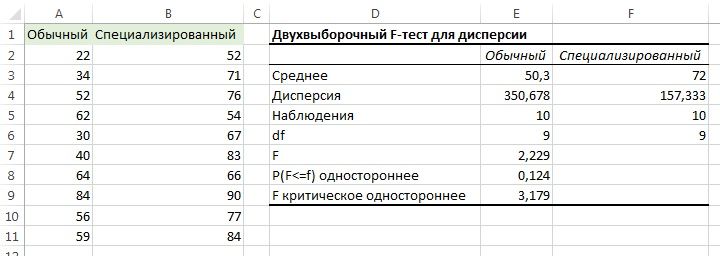 A B C D E F
1 Обычный Специализированный Двухвыборочный F-тест для дисперсии
2 22 52 Обычный Специализированный
3 34 71 Среднее 50,3 72
4 52 76 Дисперсия 350,678 157,333
5 62 54 Наблюдения 10 10
6 30 67 df 9 9
7 40 83 F 2,229
8 64 66 P(F<=f) одностороннее 0,124
9 84 90 F критическое одностороннее 3,179
10 56 77
11 59 84